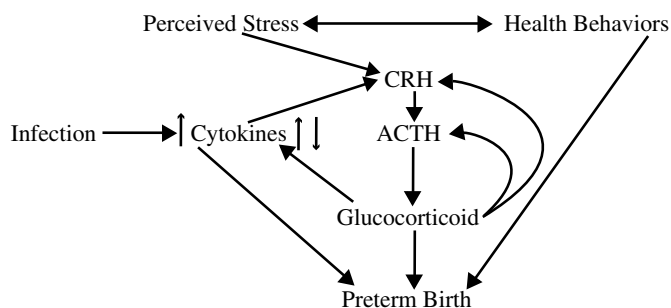 Perceived Stress Health Behaviors
CRH
Infection Cytokines ACTH
Glucocorticoid
Preterm Birth